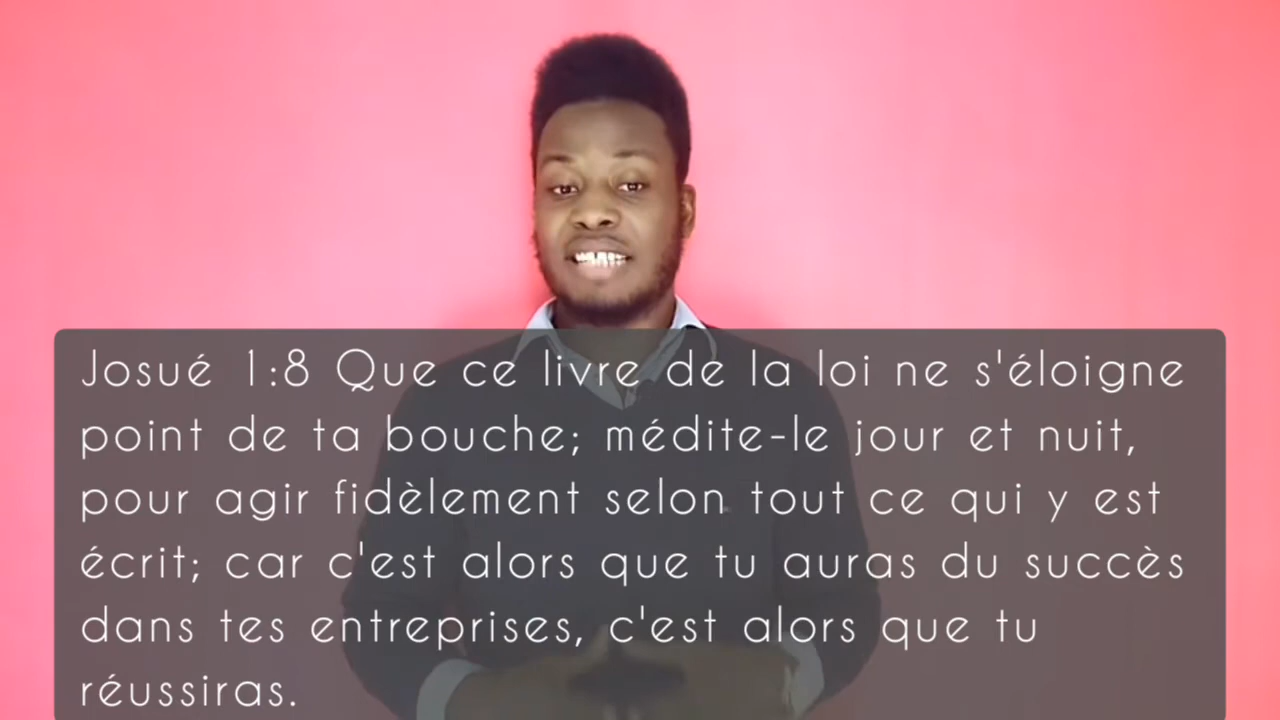 Josué 1:8 Que ce livre de la loi ne s'éloigne
point de ta bouche; médite-le jour et nuit,
pour agir fidèlement selon tout ce qui y est
écrit; car c'est alors que tu auras du succès
dans tes entreprises, c'est alors que tu
réussiras.